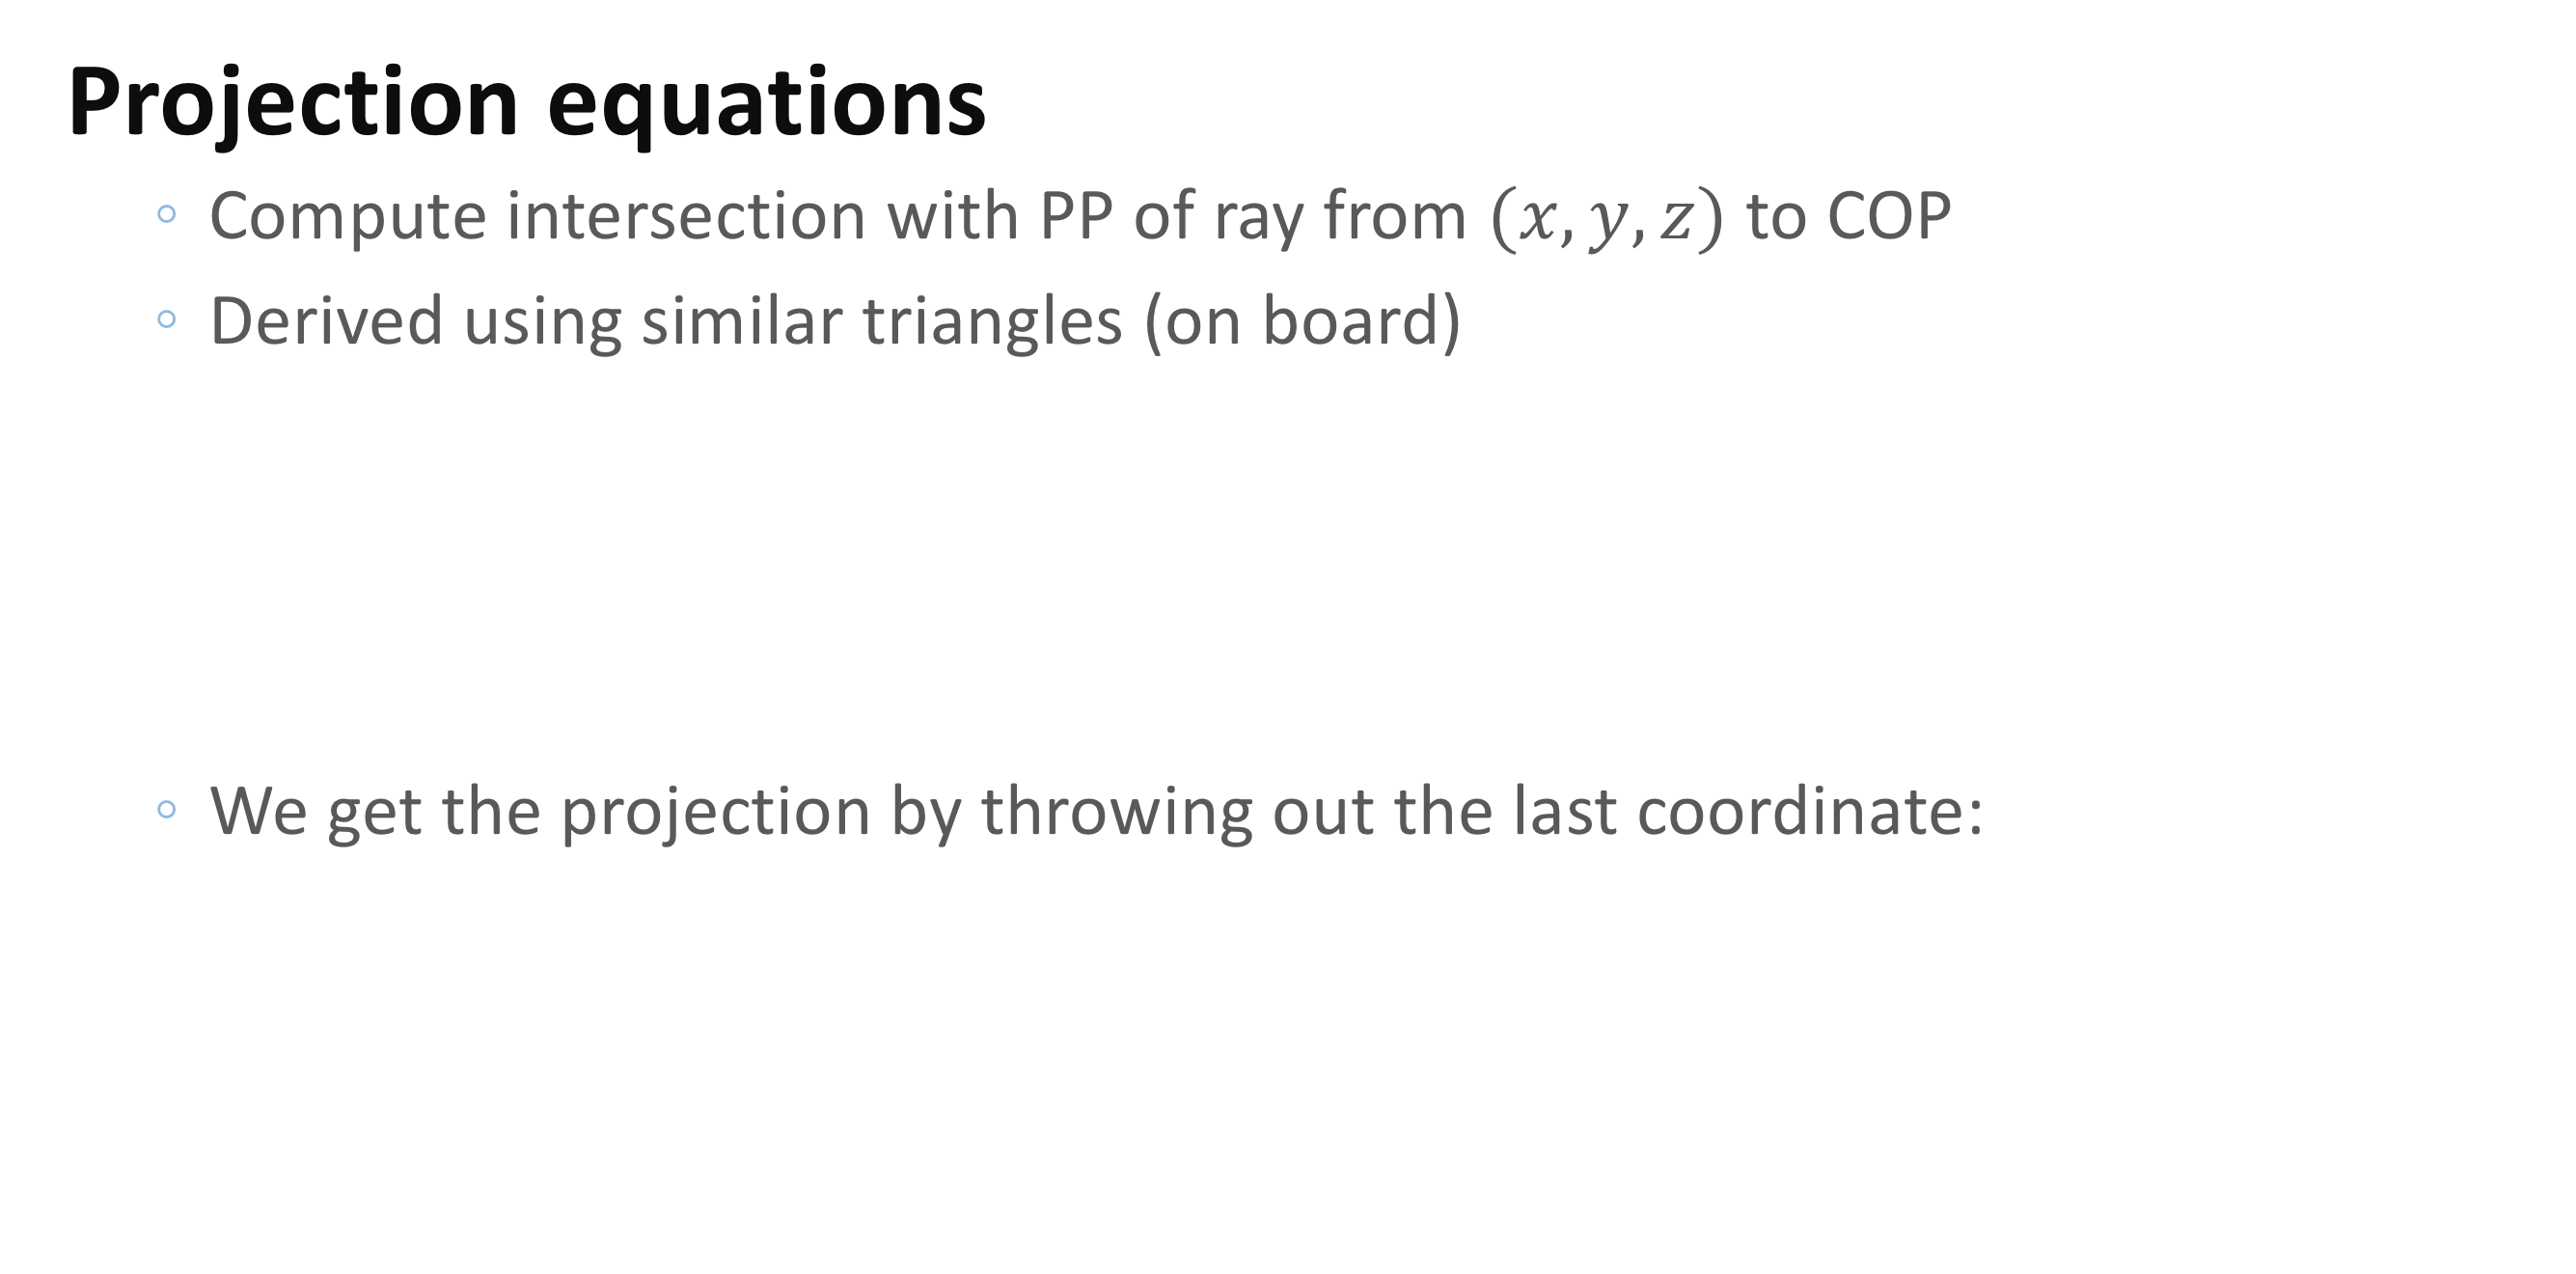 Projection equations
◦ Compute intersection with PP of ray from (x, y, z) to COP
◦ Derived using similar triangles (on board)
◦ We get the projection by throwing out the last coordinate: